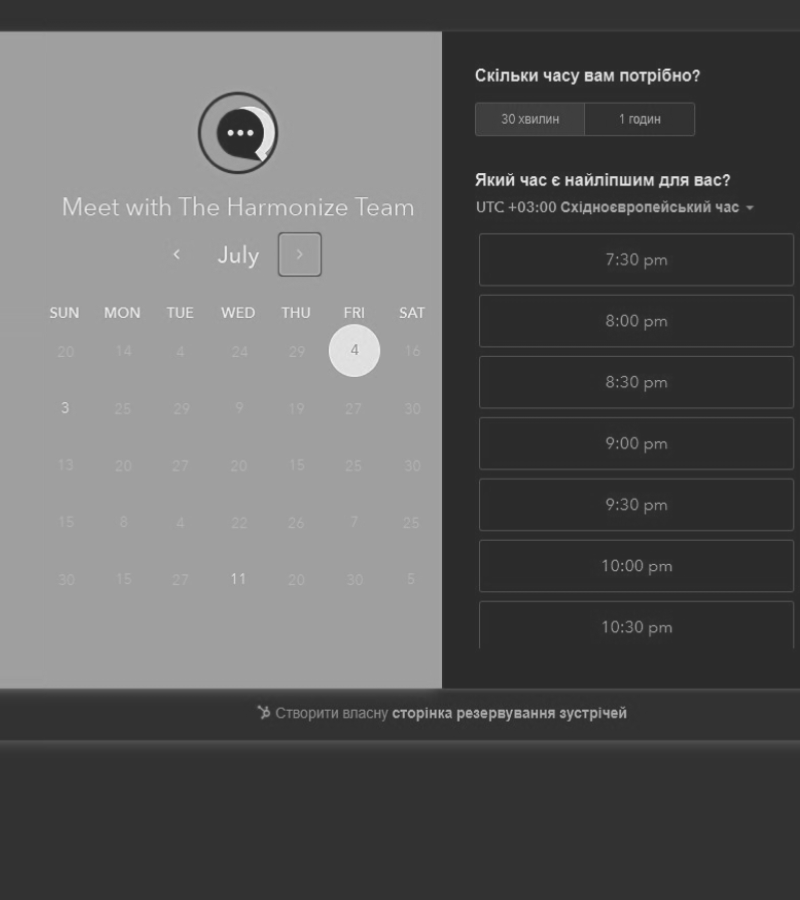 Meet with The Harmonize Team
July
SUN MON TUE WED THU FRI SAT
20 14 4 24 29 4 16
3 25 29 9 19 27 30
13 20 27 20 15 25 30
15 8 4 22 26 7 25
30 15 27 11 20 30 5
Скільки часу вам потрібно?
30 хвилин 1 годин
Який час є найліпшим для вас?
UTC +03:00 Східноєвропейський час
7:30 pm
8:00 pm
8:30 pm
9:00 pm
9:30 pm
10:00 pm
10:30 pm
Створити власну сторінка резервування зустрічей